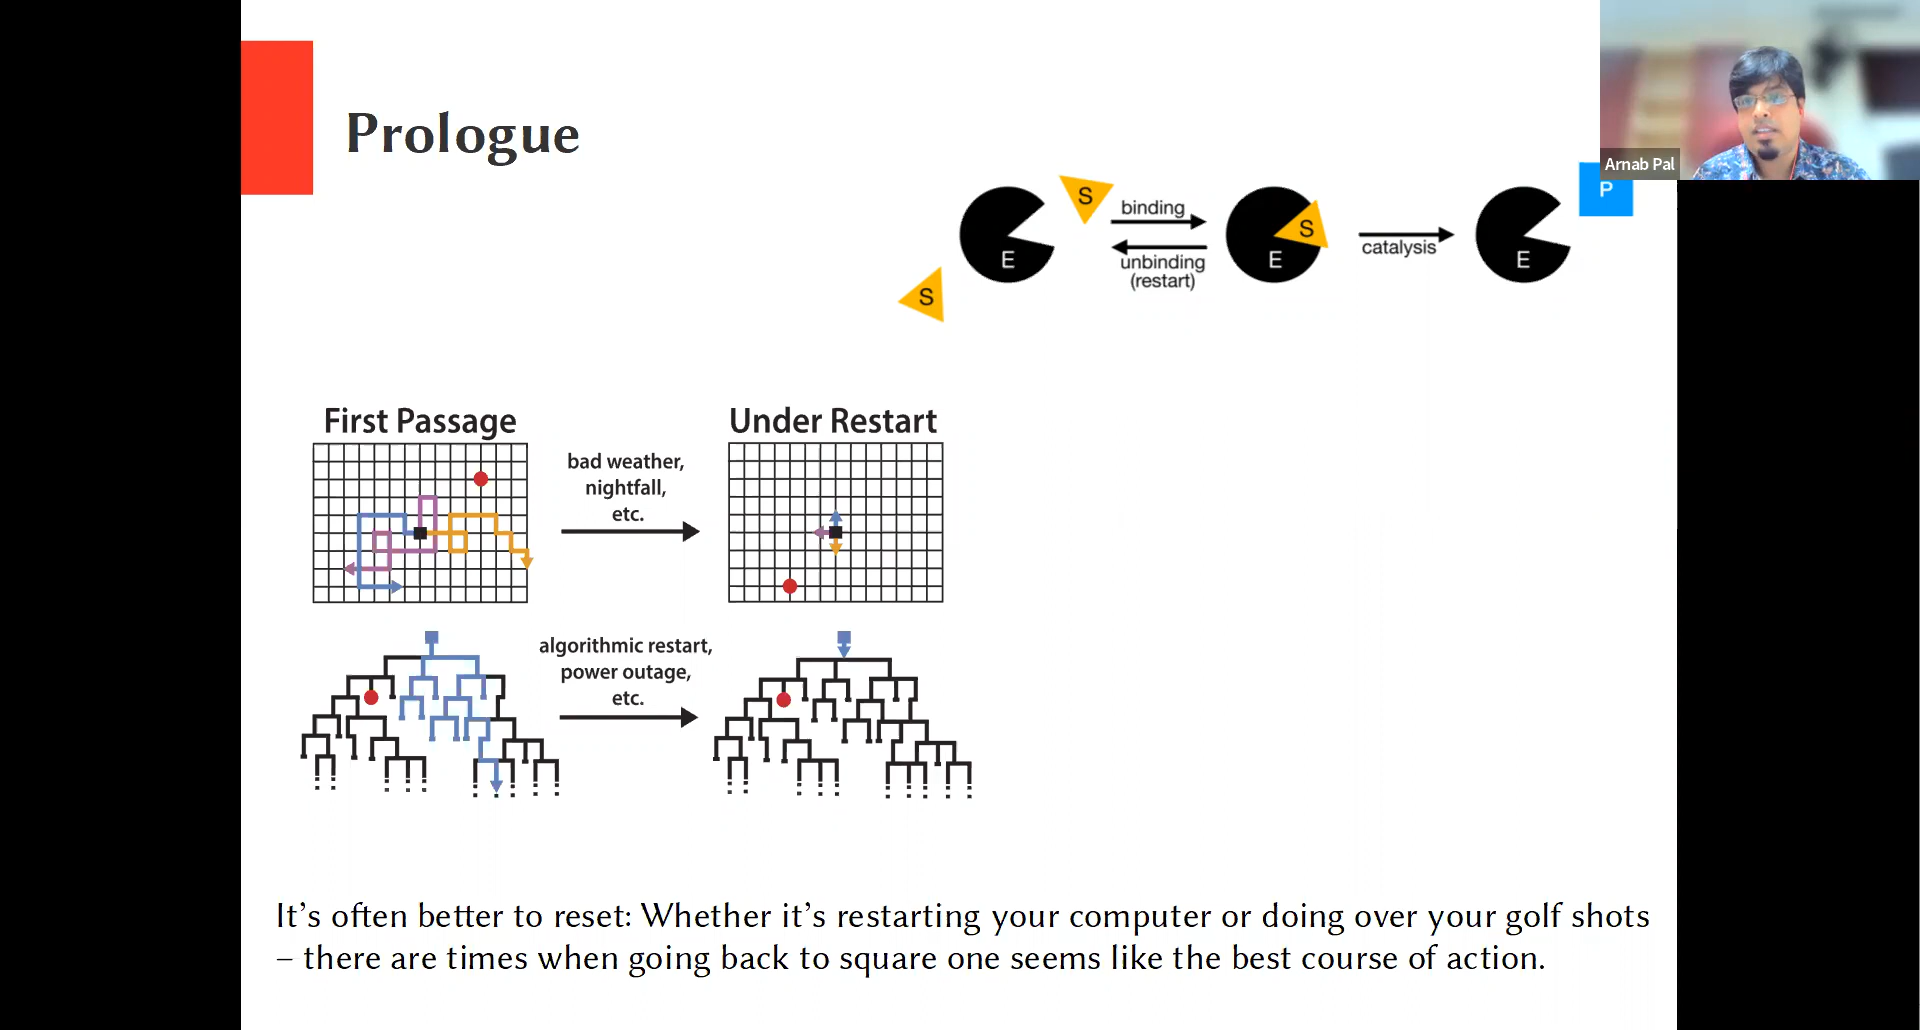 Prologue
Arnab Pal
P
S
binding
S
E
E
E
catalysis
unbinding
(restart)
S
First Passage
Under Restart
bad weather,
nightfall,
etc.
algorithmic restart,
power outage,
etc.
It's often better to reset: Whether it's restarting your computer or doing over your golf shots
– there are times when going back to square one seems like the best course of action.